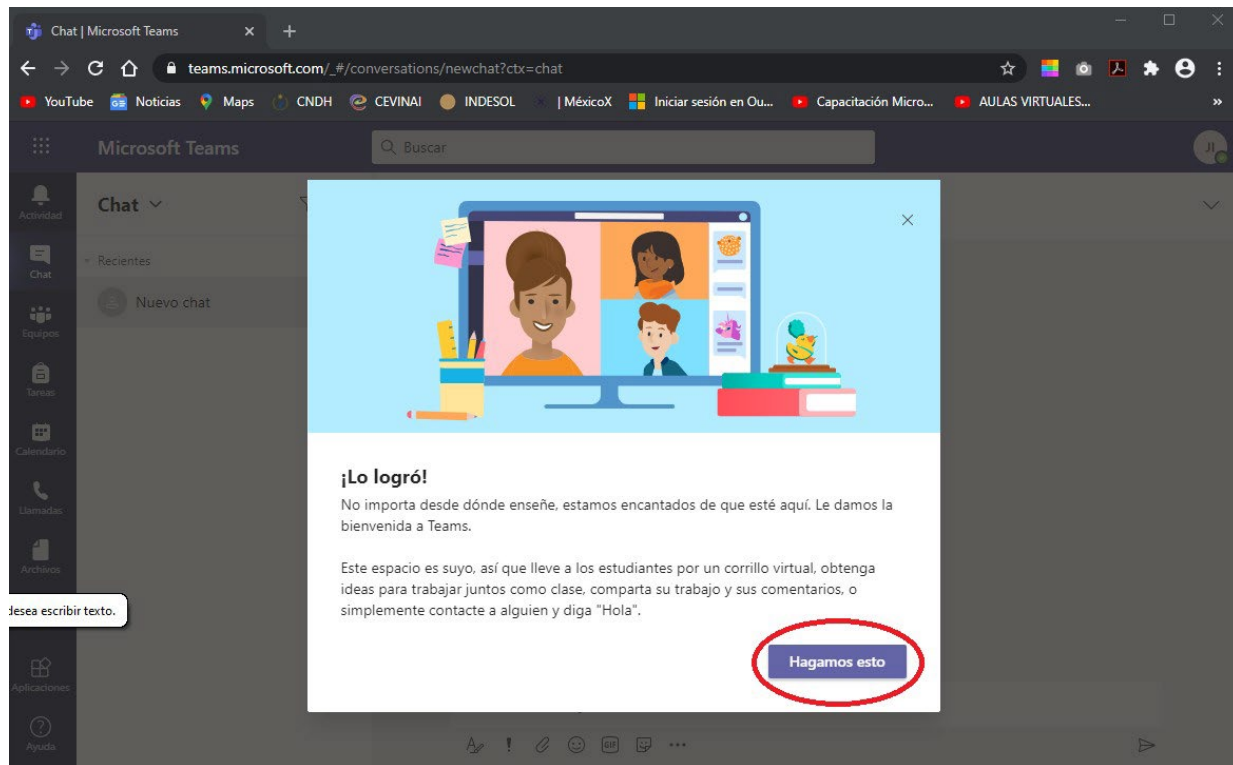 Chat | Microsoft Teams
teams.microsoft.com/_#/conversations/newchat?ctx=chat
YouTube Noticias Maps CNDH CEVINAI INDESOL | MéxicoX Iniciar sesión en Ou... Capacitación Micro... AULAS VIRTUALES... »
Microsoft Teams
Buscar
JL
Actividad
Chat
Equipos
Tareas
Calendario
Llamadas
Archivos
Aplicaciones
Ayuda
Chat
Recientes
Nuevo chat
¡Lo logró!
No importa desde dónde enseñe, estamos encantados de que esté aquí. Le damos la
bienvenida a Teams.
Este espacio es suyo, así que lleve a los estudiantes por un corrillo virtual, obtenga
ideas para trabajar juntos como clase, comparta su trabajo y sus comentarios, o
simplemente contacte a alguien y diga "Hola".
Hagamos esto
desea escribir texto.
GIF